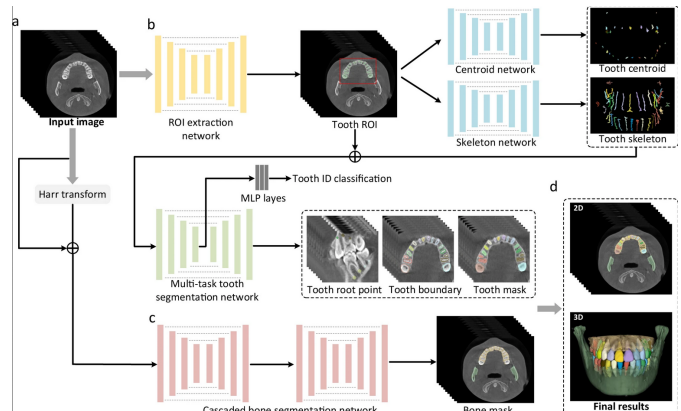 a
b
Input image
ROI extraction
network
Tooth ROI
Centroid network
Tooth centroid
Skeleton network
Tooth skeleton
Harr transform
MLP layes
Tooth ID classification
Multi-task tooth
segmentation network
Tooth root point
Tooth boundary
Tooth mask
c
Cascaded bone segmentation network
Bone mask
d
2D
3D
Final results